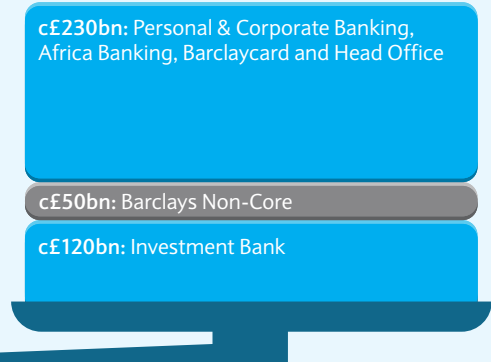 c£230bn: Personal & Corporate Banking,
Africa Banking, Barclaycard and Head Office
c£50bn: Barclays Non-Core
c£120bn: Investment Bank